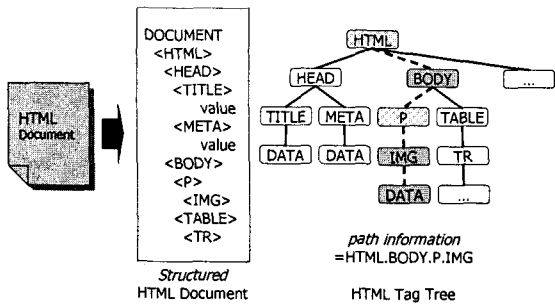 HTML
Document
DOCUMENT
<HTML>
<HEAD>
<TITLE>
value
<META>
value
<BODY>
<P>
<IMG>
<TABLE>
<TR>
Structured
HTML Document
HTML
HEAD BODY ...
TITLE META P TABLE
DATA DATA IMG TR
DATA ...
path information
=HTML.BODY.P.IMG
HTML Tag Tree